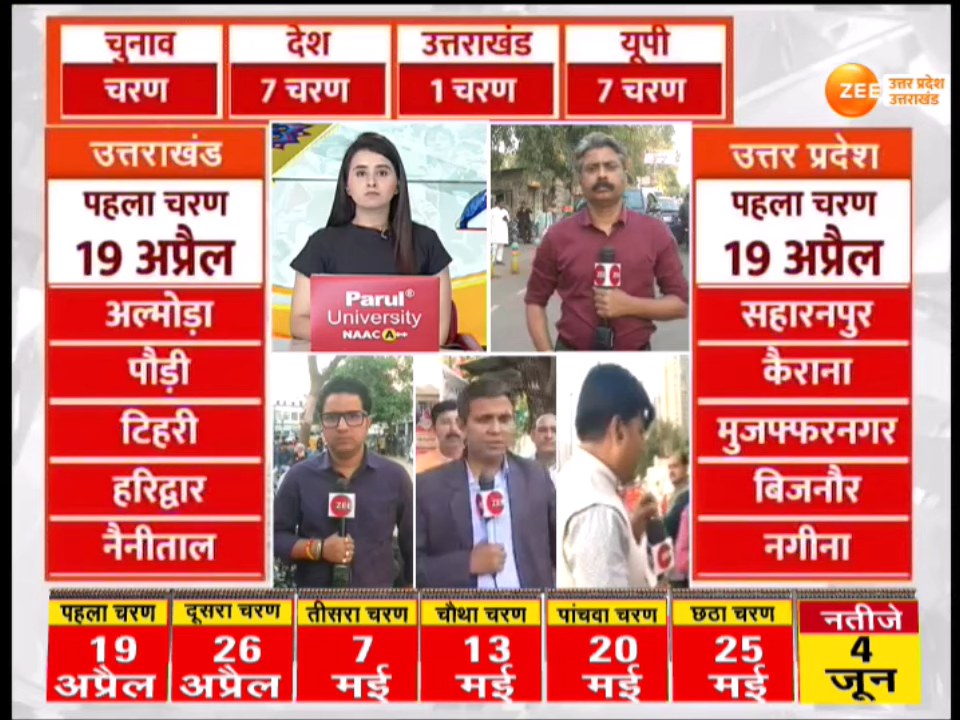 चुनाव
चरण
देश
7 चरण
उत्तराखंड
1 चरण
यूपी
7 चरण
ZEE उत्तर प्रदेश
उत्तराखंड
उत्तराखंड
पहला चरण
19 अप्रैल
अल्मोड़ा
पौड़ी
टिहरी
हरिद्वार
नैनीताल
Parul®
University
NAAC A++
ZEE
ZEE
उत्तर प्रदेश
पहला चरण
19 अप्रैल
सहारनपुर
कैराना
मुजफ्फरनगर
बिजनौर
नगीना
पहला चरण
19
अप्रैल
दूसरा चरण
26
अप्रैल
तीसरा चरण
7
मई
चौथा चरण
13
मई
पांचवा चरण
20
मई
छठा चरण
25
मई
नतीजे
4
जून